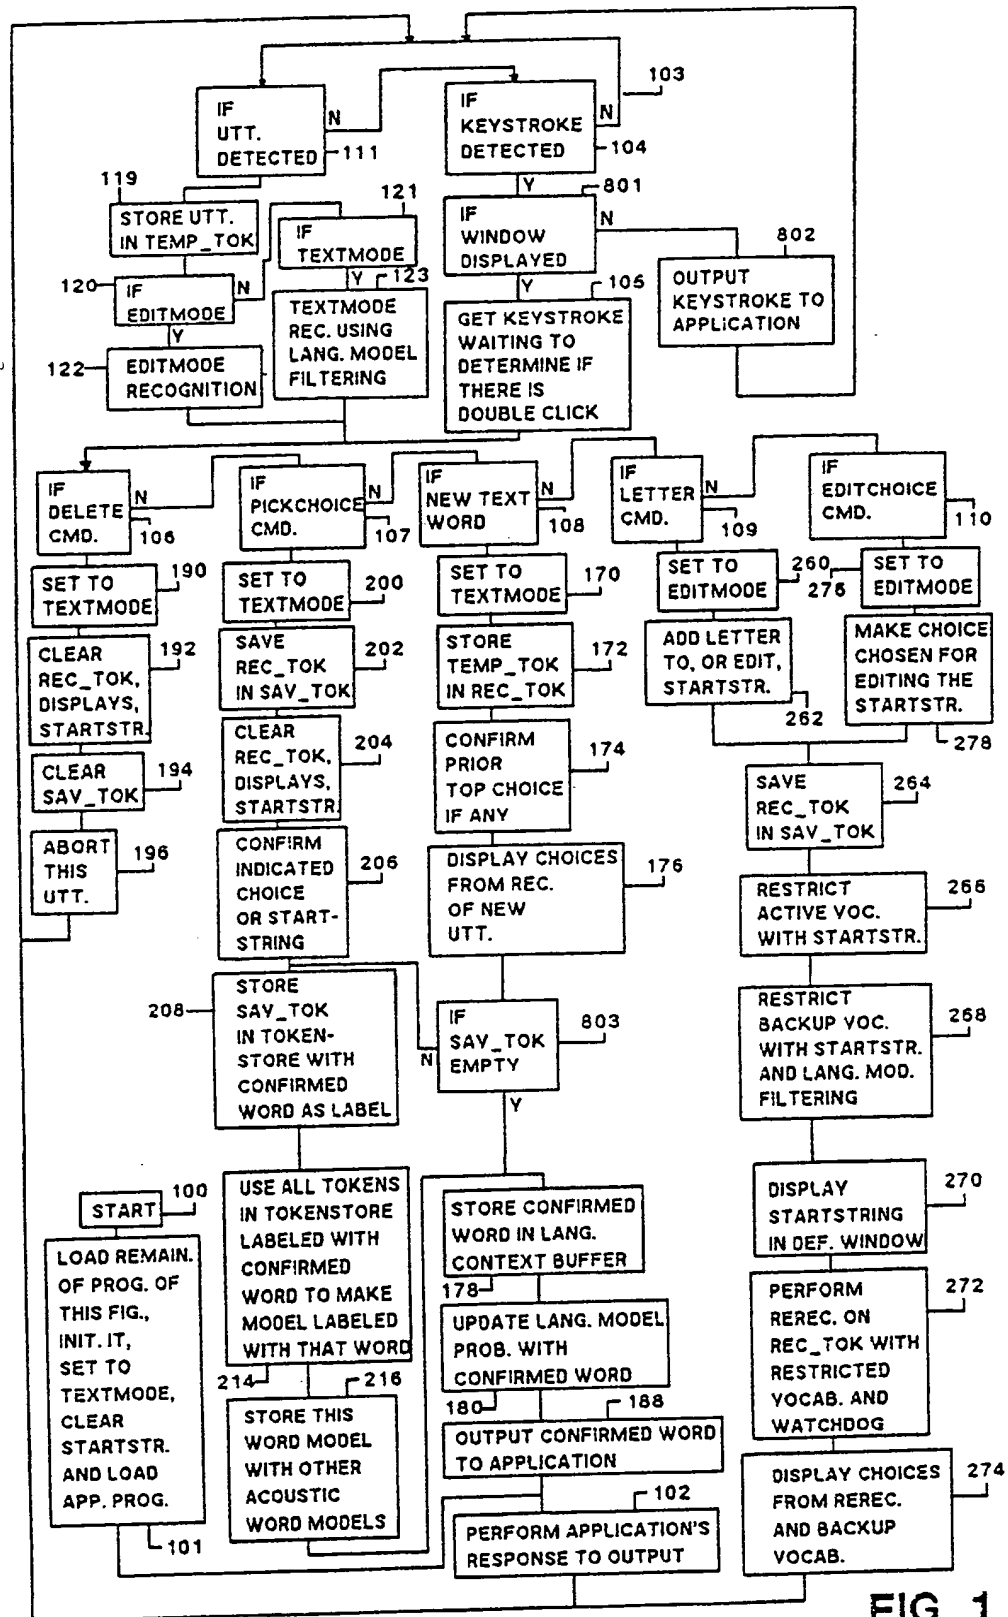 IF
UTT.
DETECTED
N
111
IF
KEYSTROKE
DETECTED
N
103
104
Y
119
STORE UTT.
IN TEMP_TOK
121
IF
TEXTMODE
Y
123
801
IF
WINDOW
DISPLAYED
N
Y
802
OUTPUT
KEYSTROKE TO
APPLICATION
120
IF
EDITMODE
N
Y
122
EDITMODE
RECOGNITION
TEXTMODE
REC. USING
LANG. MODEL
FILTERING
105
GET KEYSTROKE
WAITING TO
DETERMINE IF
THERE IS
DOUBLE CLICK
IF
DELETE
CMD.
N
106
IF
PICKCHOICE
CMD.
N
107
IF
NEW TEXT
WORD
N
108
IF
LETTER
CMD.
N
109
IF
EDITCHOICE
CMD.
110
SET TO
TEXTMODE
190
CLEAR
REC_TOK,
DISPLAYS,
STARTSTR.
192
CLEAR
SAV_TOK
194
ABORT
THIS
UTT.
196
SET TO
TEXTMODE
200
SAVE
REC_TOK
IN SAV_TOK
202
CLEAR
REC_TOK,
DISPLAYS,
STARTSTR.
204
CONFIRM
INDICATED
CHOICE
OR START-
STRING
206
208
STORE
SAV_TOK
IN TOKEN-
STORE WITH
CONFIRMED
WORD AS LABEL
SET TO
TEXTMODE
170
STORE
TEMP_TOK
IN REC_TOK
172
CONFIRM
PRIOR
TOP CHOICE
IF ANY
174
DISPLAY CHOICES
FROM REC.
OF NEW
UTT.
176
IF
SAV_TOK
EMPTY
N
803
Y
SET TO
EDITMODE
260
ADD LETTER
TO, OR EDIT,
STARTSTR.
262
276
SET TO
EDITMODE
MAKE CHOICE
CHOSEN FOR
EDITING THE
STARTSTR.
278
SAVE
REC_TOK
IN SAV_TOK
264
RESTRICT
ACTIVE VOC.
WITH STARTSTR.
266
RESTRICT
BACKUP VOC.
WITH STARTSTR.
AND LANG. MOD.
FILTERING
268
DISPLAY
STARTSTRING
IN DEF. WINDOW
270
PERFORM
REREC. ON
REC_TOK WITH
RESTRICTED
VOCAB. AND
WATCHDOG
272
DISPLAY CHOICES
FROM REREC.
AND BACKUP
VOCAB.
274
START
100
LOAD REMAIN.
OF PROG. OF
THIS FIG.,
INIT. IT,
SET TO
TEXTMODE,
CLEAR
STARTSTR.
AND LOAD
APP. PROG.
101
USE ALL TOKENS
IN TOKENSTORE
LABELED WITH
CONFIRMED
WORD TO MAKE
MODEL LABELED
WITH THAT WORD
214
216
STORE THIS
WORD MODEL
WITH OTHER
ACOUSTIC
WORD MODELS
STORE CONFIRMED
WORD IN LANG.
CONTEXT BUFFER
178
UPDATE LANG. MODEL
PROB. WITH
CONFIRMED WORD
180
188
OUTPUT CONFIRMED WORD
TO APPLICATION
102
PERFORM APPLICATION'S
RESPONSE TO OUTPUT
FIG. 1